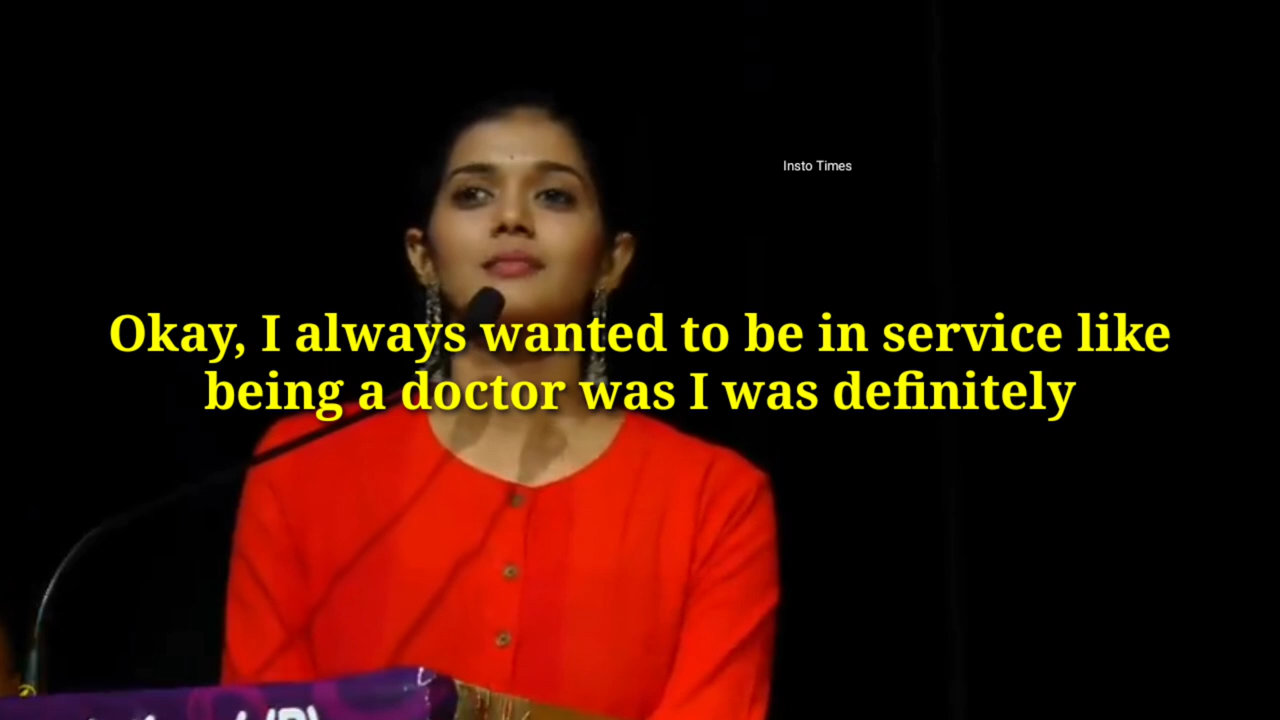 Insto Times
Okay, I always wanted to be in service like
being a doctor was I was definitely